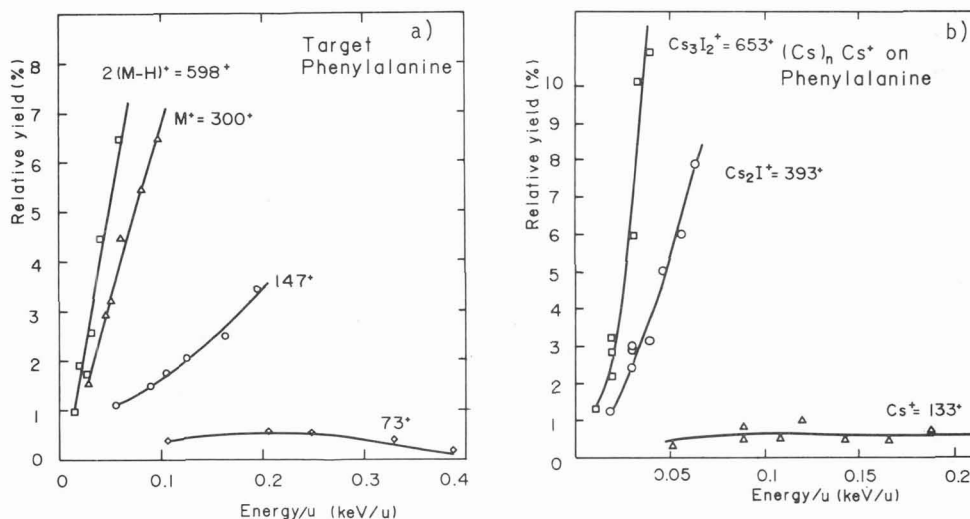 a)
Target
Phenylalanine
2(M-H)⁺ = 598⁺
M⁺ = 300⁺
147⁺
73⁺
Relative yield (%)
8
7
6
5
4
3
2
1
0
0
0.1
0.2
0.3
0.4
Energy/u (keV/u)
b)
Cs₃I₂⁺ = 653⁺
(Cs)ₙ Cs⁺ on
Phenylalanine
Cs₂I⁺ = 393⁺
Cs⁺ = 133⁺
Relative yield (%)
10
8
6
4
3
2
1
0
0.05
0.1
0.15
0.2
Energy/u (keV/u)